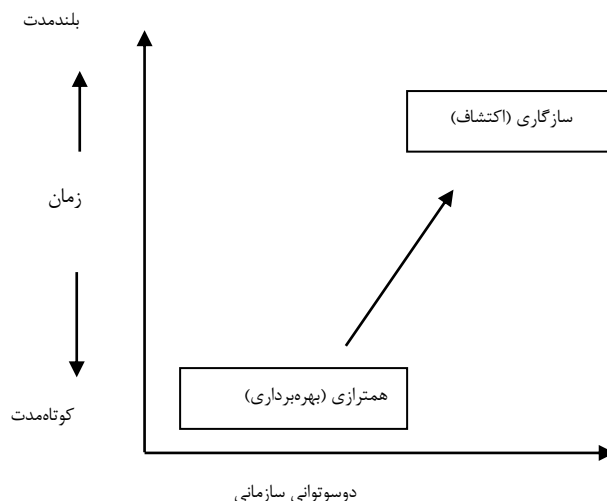 بلندمدت
سازگاری (اکتشاف)
زمان
همترازی (بهره‌برداری)
کوتاه‌مدت
دوسوتوانی سازمانی